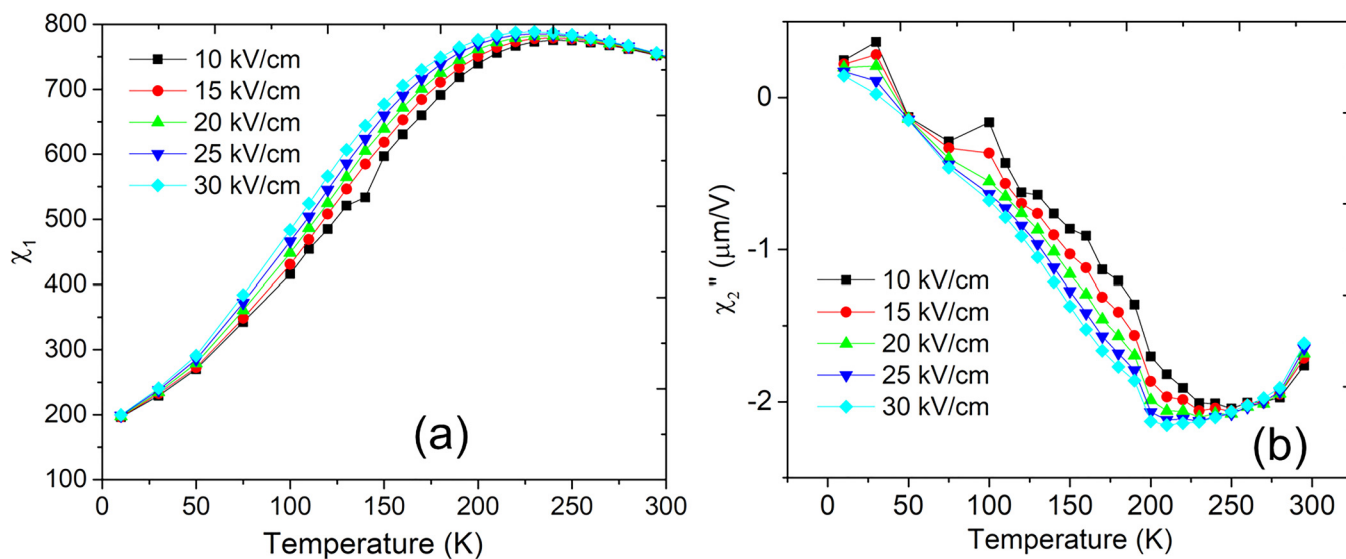 800
700
600
500
400
300
200
100
χ₁
10 kV/cm
15 kV/cm
20 kV/cm
25 kV/cm
30 kV/cm
(a)
0 50 100 150 200 250 300
Temperature (K)
0
-1
-2
χ₂" (μm/V)
10 kV/cm
15 kV/cm
20 kV/cm
25 kV/cm
30 kV/cm
(b)
0 50 100 150 200 250 300
Temperature (K)